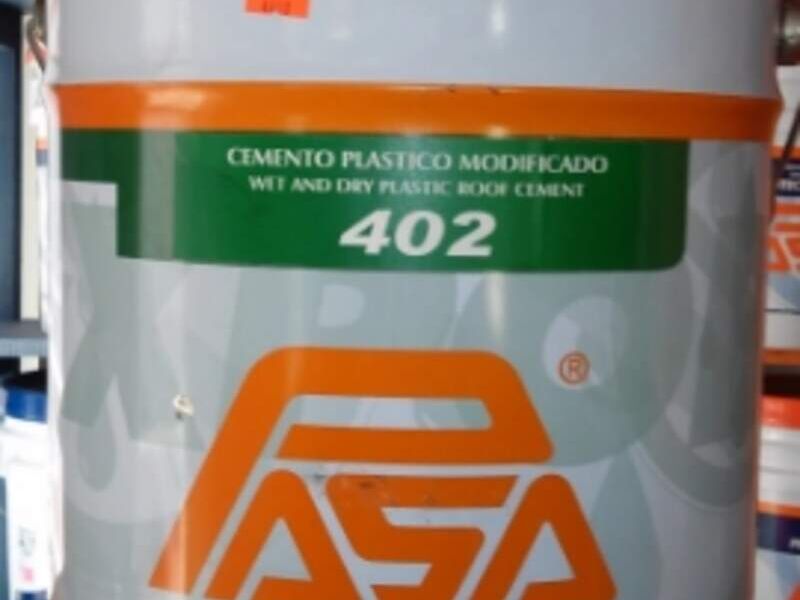 CEMENTO PLASTICO MODIFICADO
WET AND DRY PLASTIC ROOF CEMENT
402
PASA®